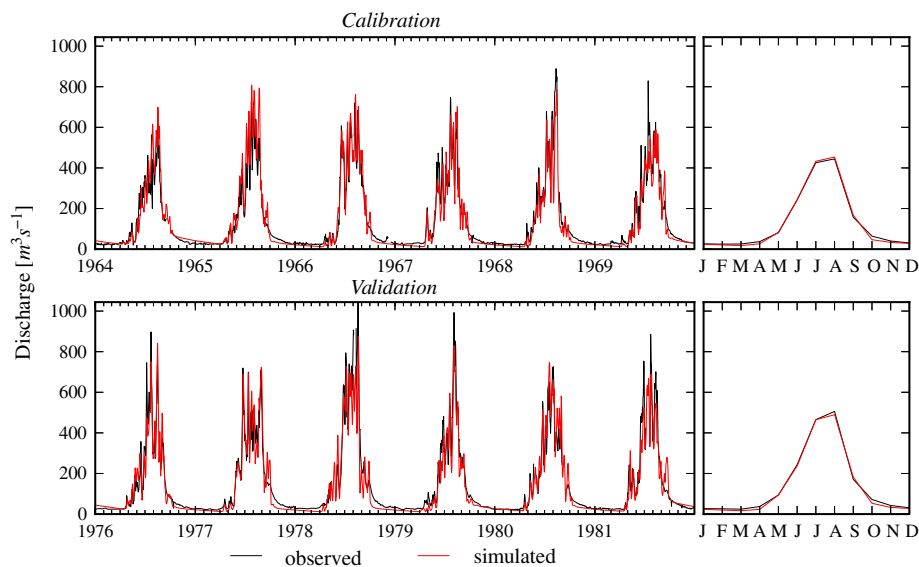 Calibration
1000
800
600
400
200
0
1964 1965 1966 1967 1968 1969
J F M A M J J A S O N D
Discharge [m³s⁻¹]
Validation
1000
800
600
400
200
0
1976 1977 1978 1979 1980 1981
J F M A M J J A S O N D
observed simulated